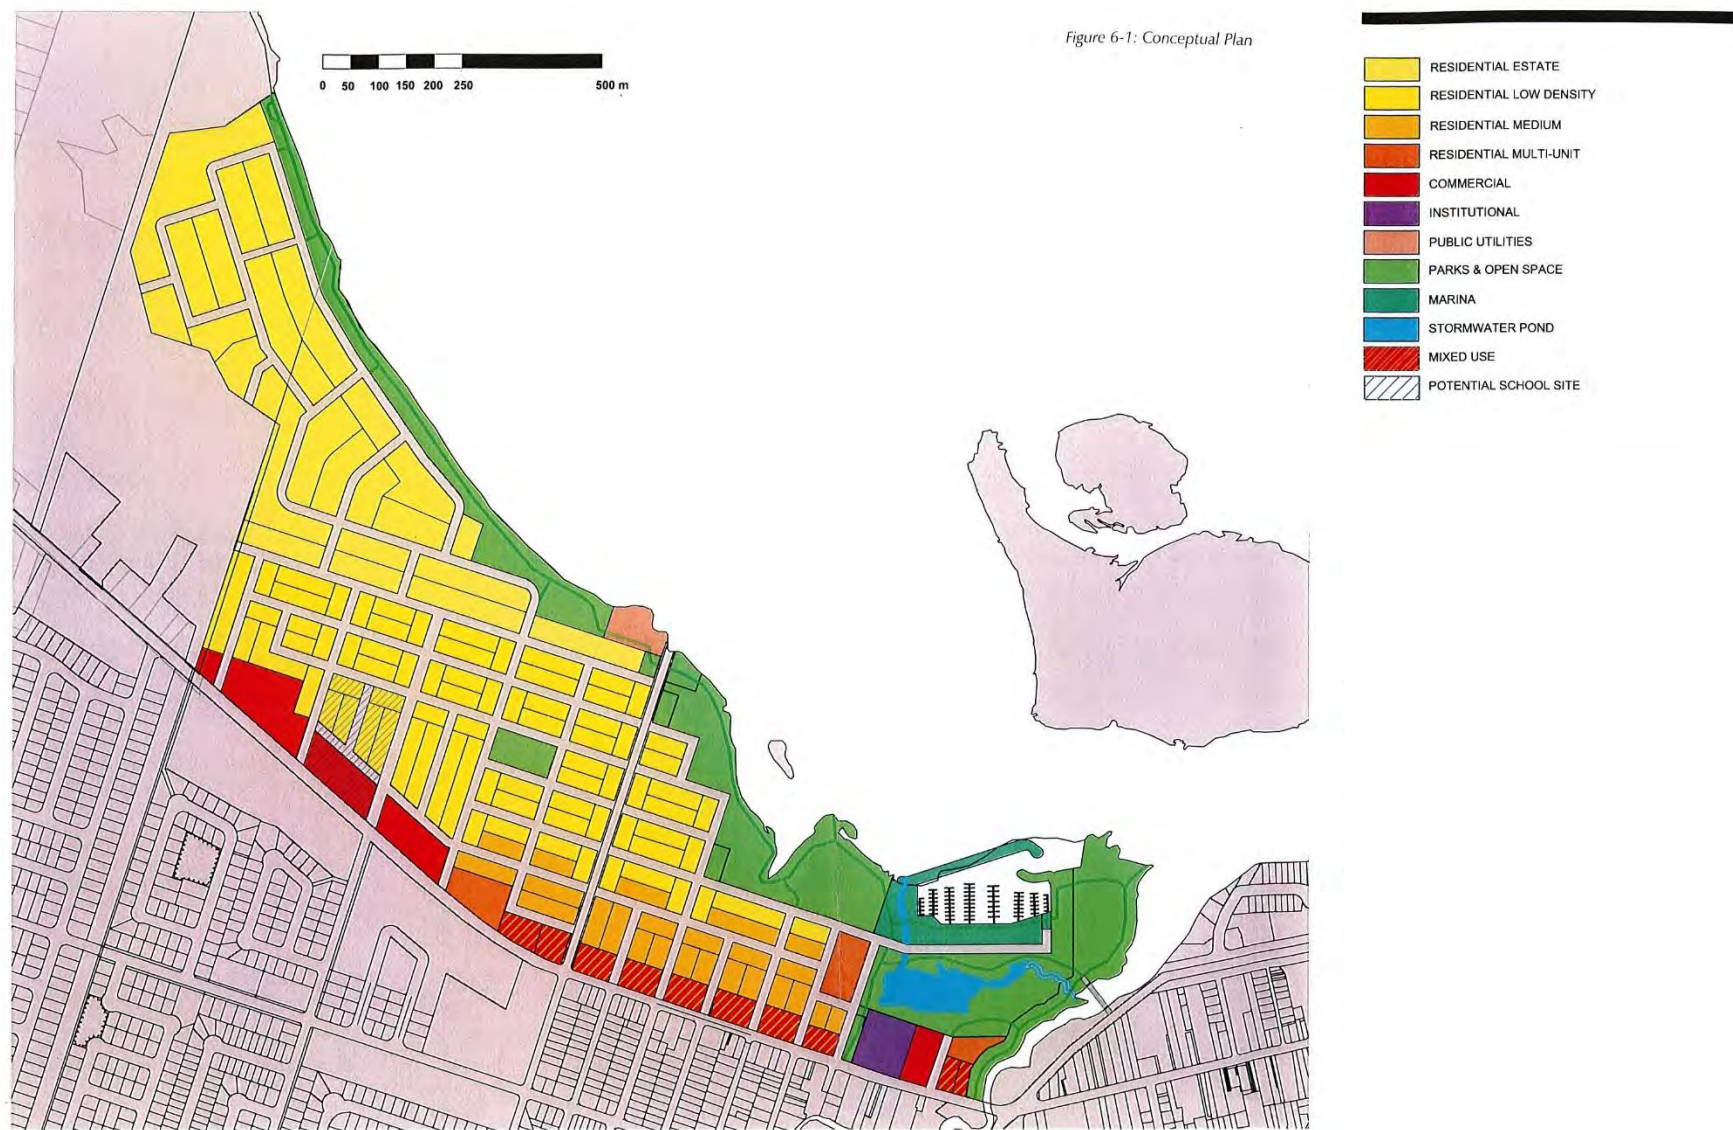 Figure 6-1: Conceptual Plan
0 50 100 150 200 250 500 m
RESIDENTIAL ESTATE
RESIDENTIAL LOW DENSITY
RESIDENTIAL MEDIUM
RESIDENTIAL MULTI-UNIT
COMMERCIAL
INSTITUTIONAL
PUBLIC UTILITIES
PARKS & OPEN SPACE
MARINA
STORMWATER POND
MIXED USE
POTENTIAL SCHOOL SITE